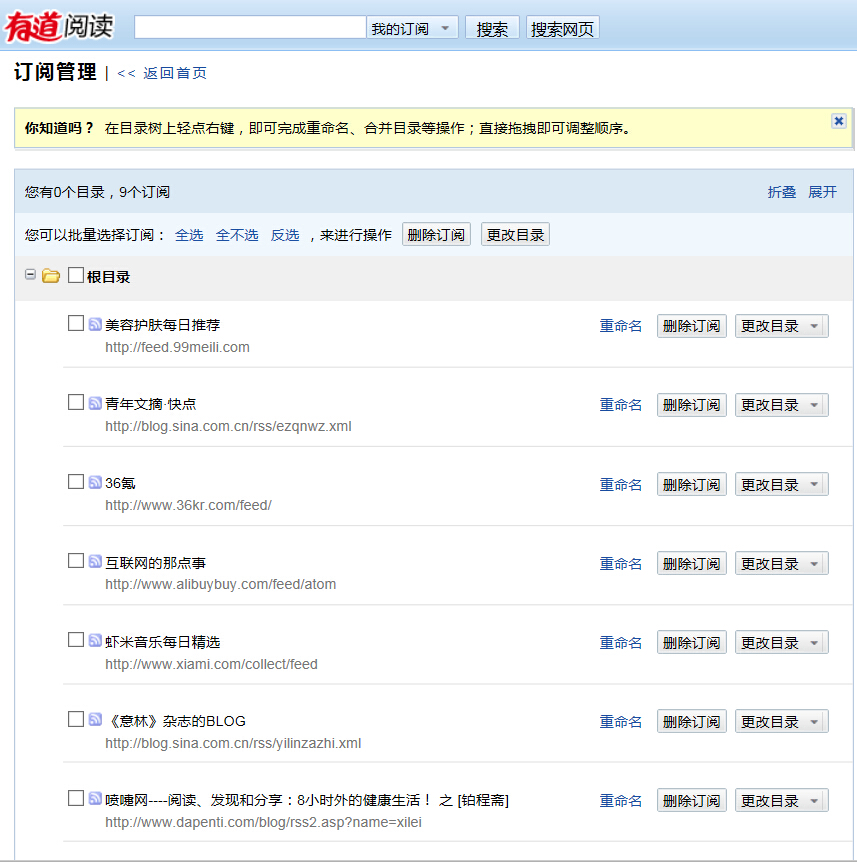 有道阅读 我的订阅 搜索 搜索网页
订阅管理 | << 返回首页
你知道吗？ 在目录树上轻点右键，即可完成重命名、合并目录等操作；直接拖拽即可调整顺序。
您有0个目录，9个订阅 折叠 展开
您可以批量选择订阅： 全选 全不选 反选 ，来进行操作 删除订阅 更改目录
根目录
美容护肤每日推荐 重命名 删除订阅 更改目录
http://feed.99meili.com
青年文摘·快点 重命名 删除订阅 更改目录
http://blog.sina.com.cn/rss/ezqnwz.xml
36氪 重命名 删除订阅 更改目录
http://www.36kr.com/feed/
互联网的那点事 重命名 删除订阅 更改目录
http://www.alibuybuy.com/feed/atom
虾米音乐每日精选 重命名 删除订阅 更改目录
http://www.xiami.com/collect/feed
《意林》杂志的BLOG 重命名 删除订阅 更改目录
http://blog.sina.com.cn/rss/yilinzazhi.xml
喷嚏网----阅读、发现和分享：8小时外的健康生活！ 之 [铂程斋] 重命名 删除订阅 更改目录
http://www.dapenti.com/blog/rss2.asp?name=xilei